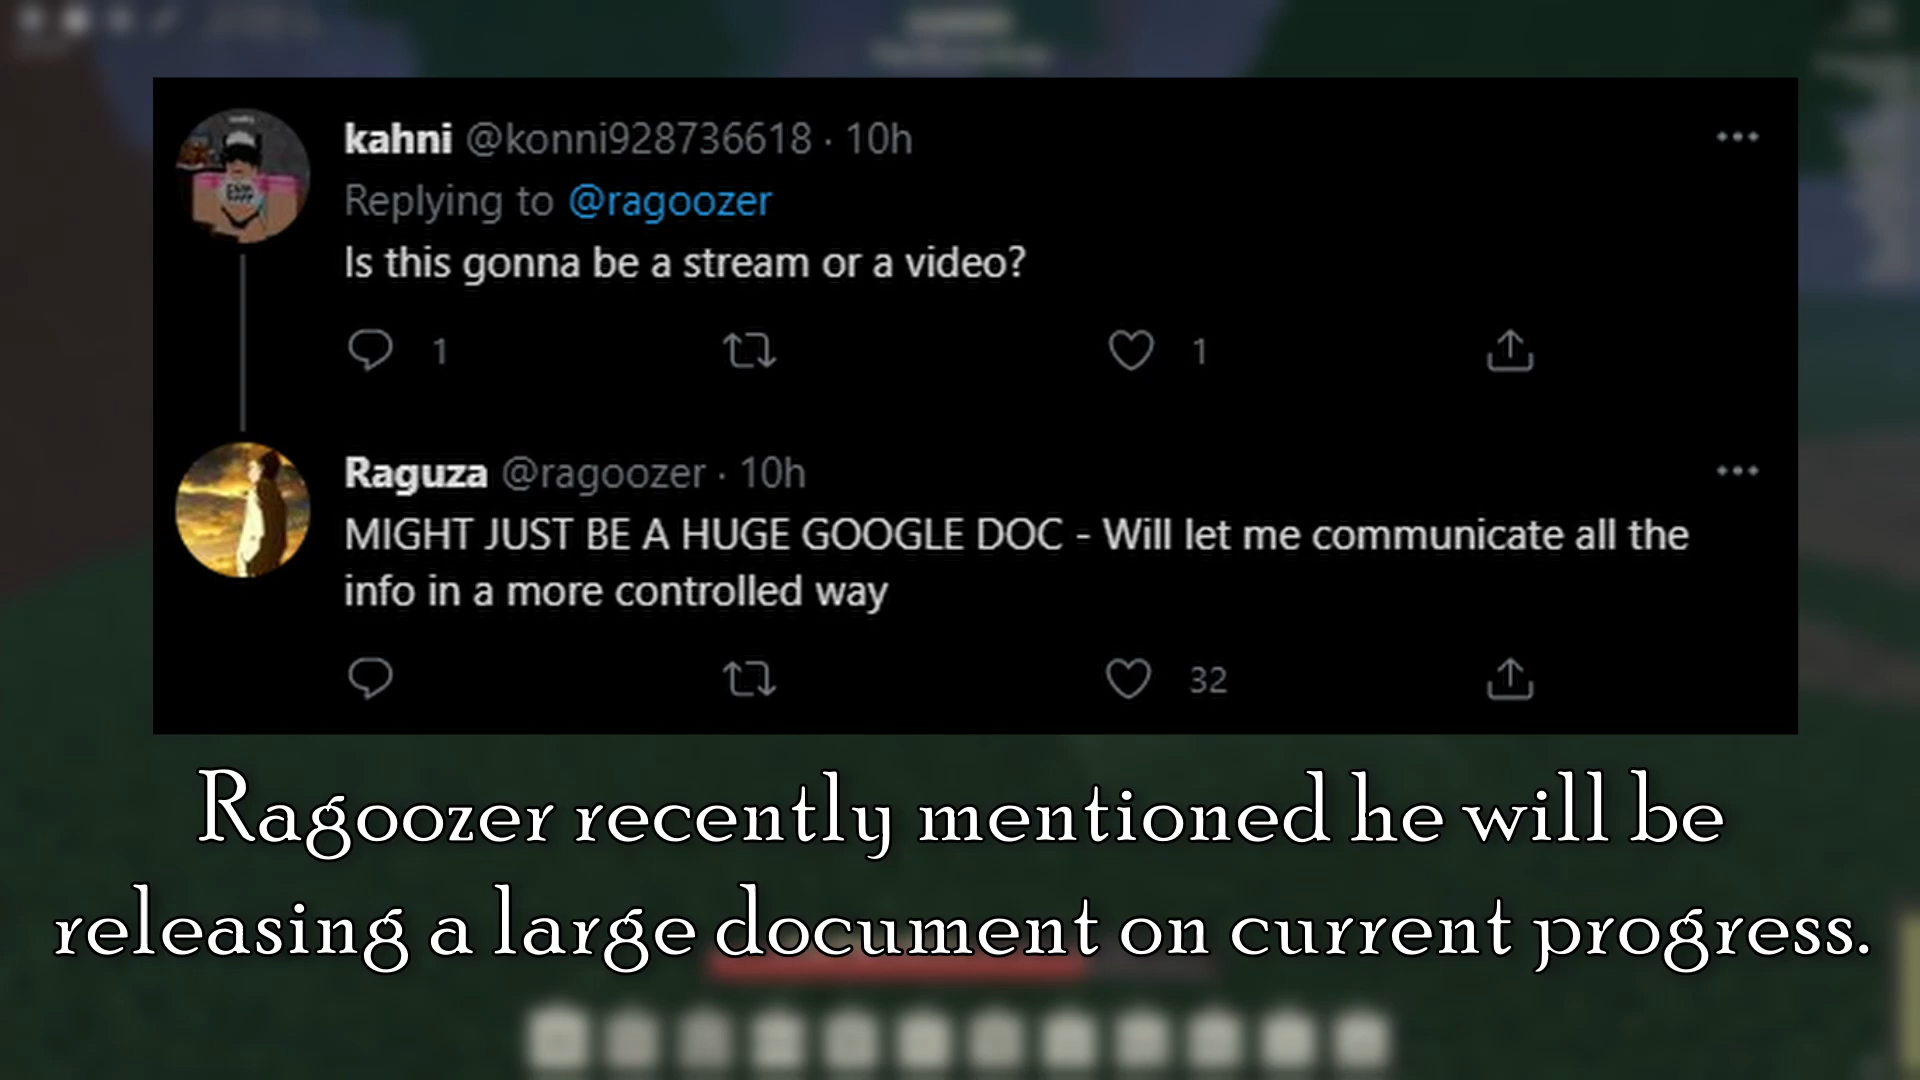 kahni @konni928736618 · 10h
Replying to @ragoozer
Is this gonna be a stream or a video?
1 1
Raguza @ragoozer · 10h
MIGHT JUST BE A HUGE GOOGLE DOC - Will let me communicate all the
info in a more controlled way
32
Ragoozer recently mentioned he will be
releasing a large document on current progress.